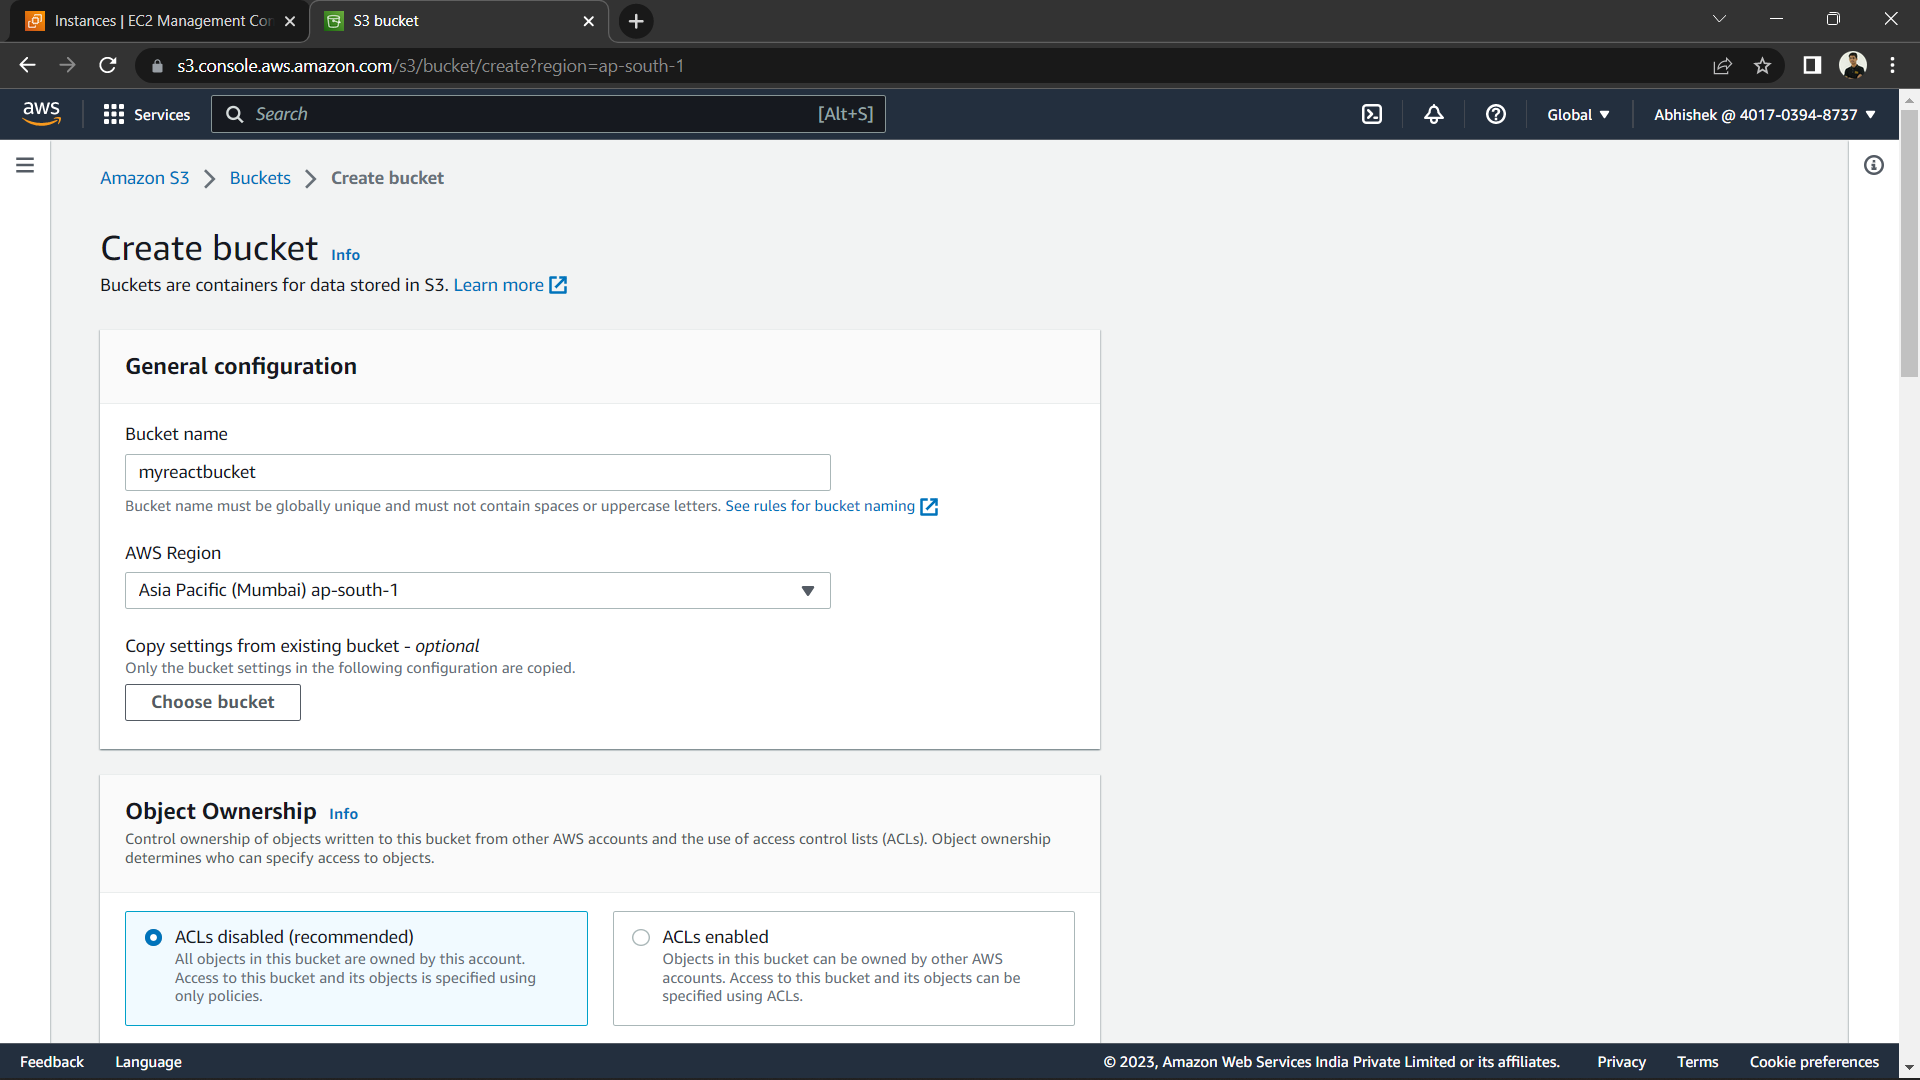 Instances | EC2 Management Con
S3 bucket
s3.console.aws.amazon.com/s3/bucket/create?region=ap-south-1
aws
Services
Search
[Alt+S]
Global
Abhishek @ 4017-0394-8737
Amazon S3
Buckets
Create bucket
Create bucket Info
Buckets are containers for data stored in S3. Learn more
General configuration
Bucket name
myreactbucket
Bucket name must be globally unique and must not contain spaces or uppercase letters. See rules for bucket naming
AWS Region
Asia Pacific (Mumbai) ap-south-1
Copy settings from existing bucket - optional
Only the bucket settings in the following configuration are copied.
Choose bucket
Object Ownership Info
Control ownership of objects written to this bucket from other AWS accounts and the use of access control lists (ACLs). Object ownership
determines who can specify access to objects.
ACLs disabled (recommended)
All objects in this bucket are owned by this account.
Access to this bucket and its objects is specified using
only policies.
ACLs enabled
Objects in this bucket can be owned by other AWS
accounts. Access to this bucket and its objects can be
specified using ACLs.
Feedback
Language
© 2023, Amazon Web Services India Private Limited or its affiliates.
Privacy
Terms
Cookie preferences